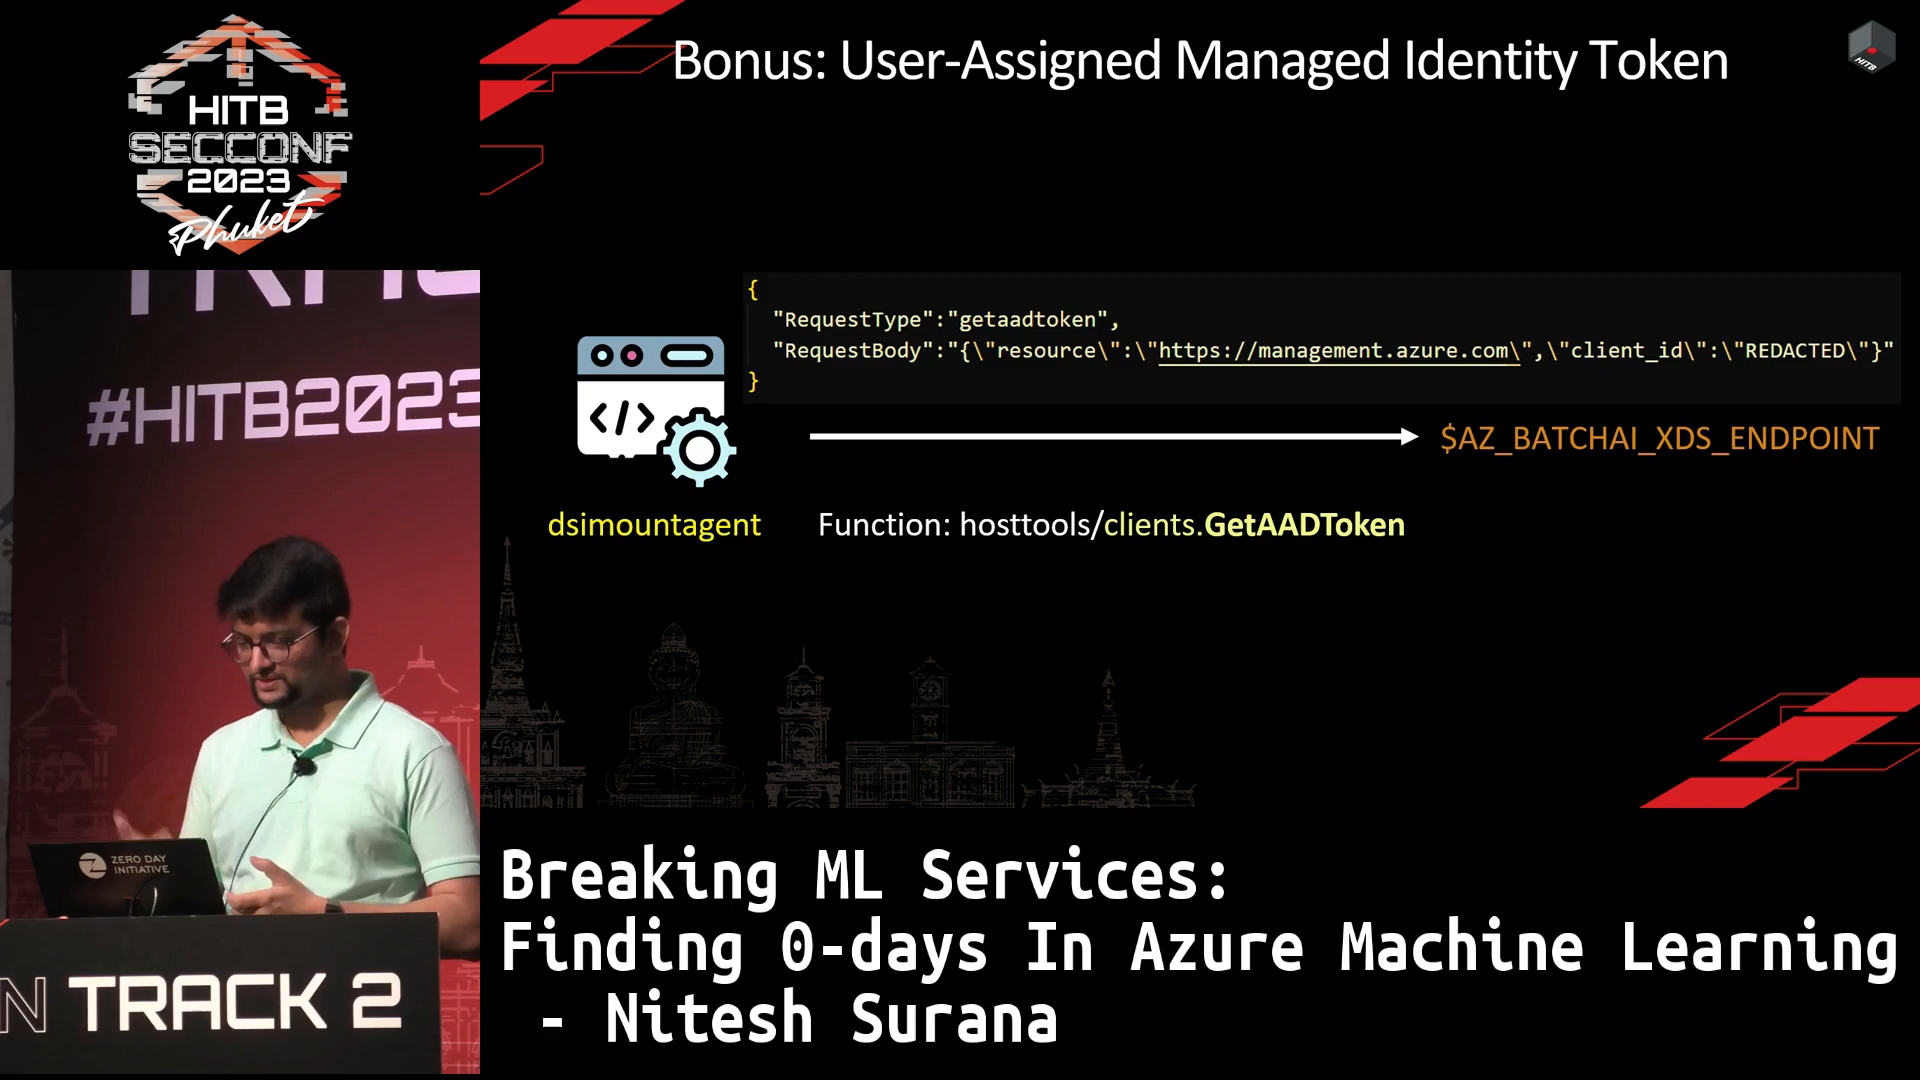 HITB
SECCONF
2023
Phuket
Bonus: User-Assigned Managed Identity Token
HITB
{
"RequestType":"getaadtoken",
"RequestBody":"{\"resource\":\"https://management.azure.com\",\"client_id\":\"REDACTED\"}"
}
$AZ_BATCHAI_XDS_ENDPOINT
dsimountagent
Function: hosttools/clients.GetAADToken
#HITB2023
ZERO DAY
INITIATIVE
N TRACK 2
Breaking ML Services:
Finding 0-days In Azure Machine Learning
- Nitesh Surana